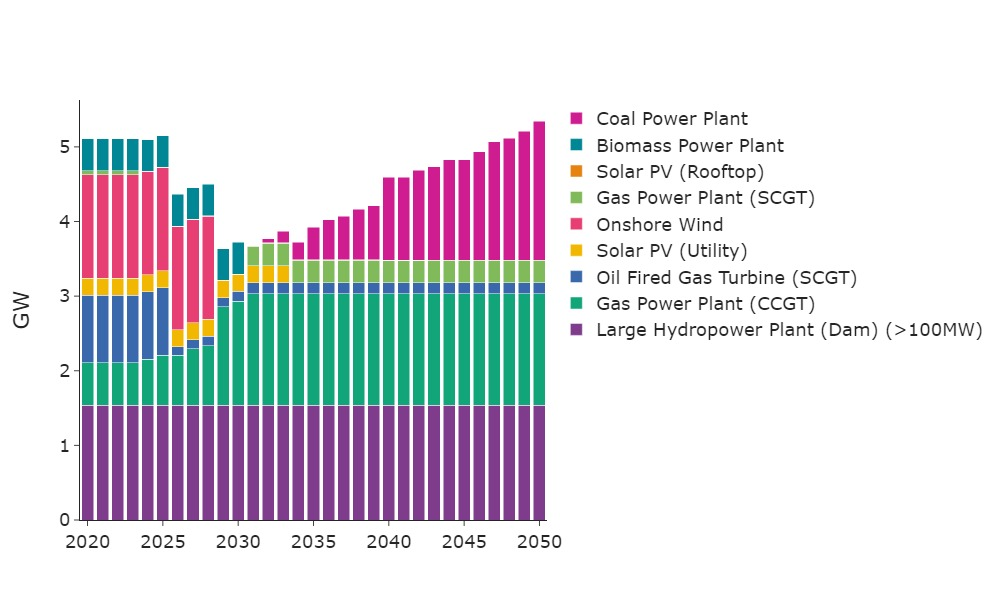 GW
5
4
3
2
1
0
2020 2025 2030 2035 2040 2045 2050
Coal Power Plant
Biomass Power Plant
Solar PV (Rooftop)
Gas Power Plant (SCGT)
Onshore Wind
Solar PV (Utility)
Oil Fired Gas Turbine (SCGT)
Gas Power Plant (CCGT)
Large Hydropower Plant (Dam) (>100MW)